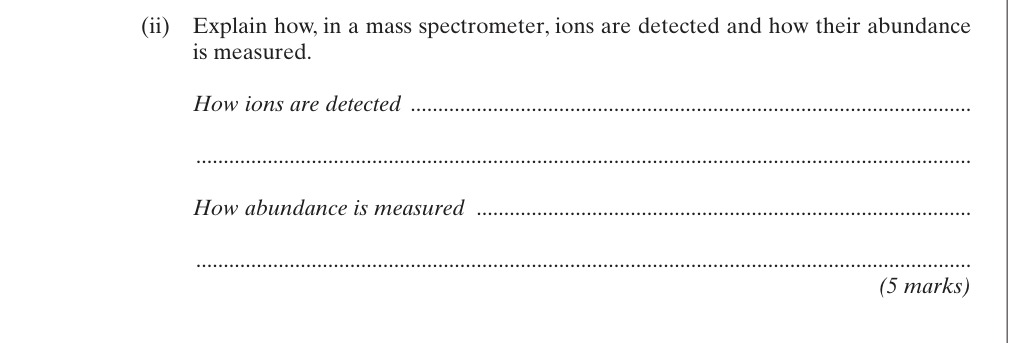 (ii) Explain how, in a mass spectrometer, ions are detected and how their abundance
is measured.
How ions are detected ..............................................................................................
..............................................................................................................................
How abundance is measured ..................................................................................
..............................................................................................................................
(5 marks)